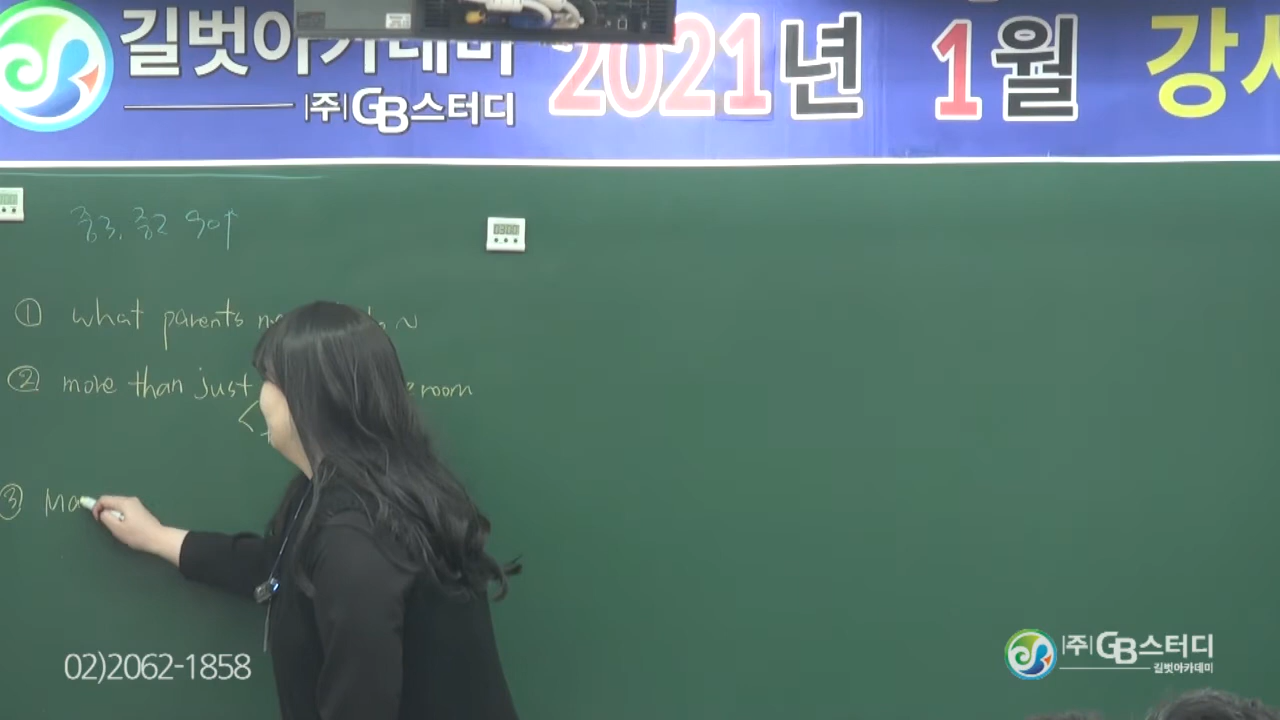 길벗아카데미
|주|GB스터디
2021년 1월 강
중3, 중2 90↑
① what parents
② more than just room
③ Ma
02)2062-1858
|주|GB스터디
길벗아카데미